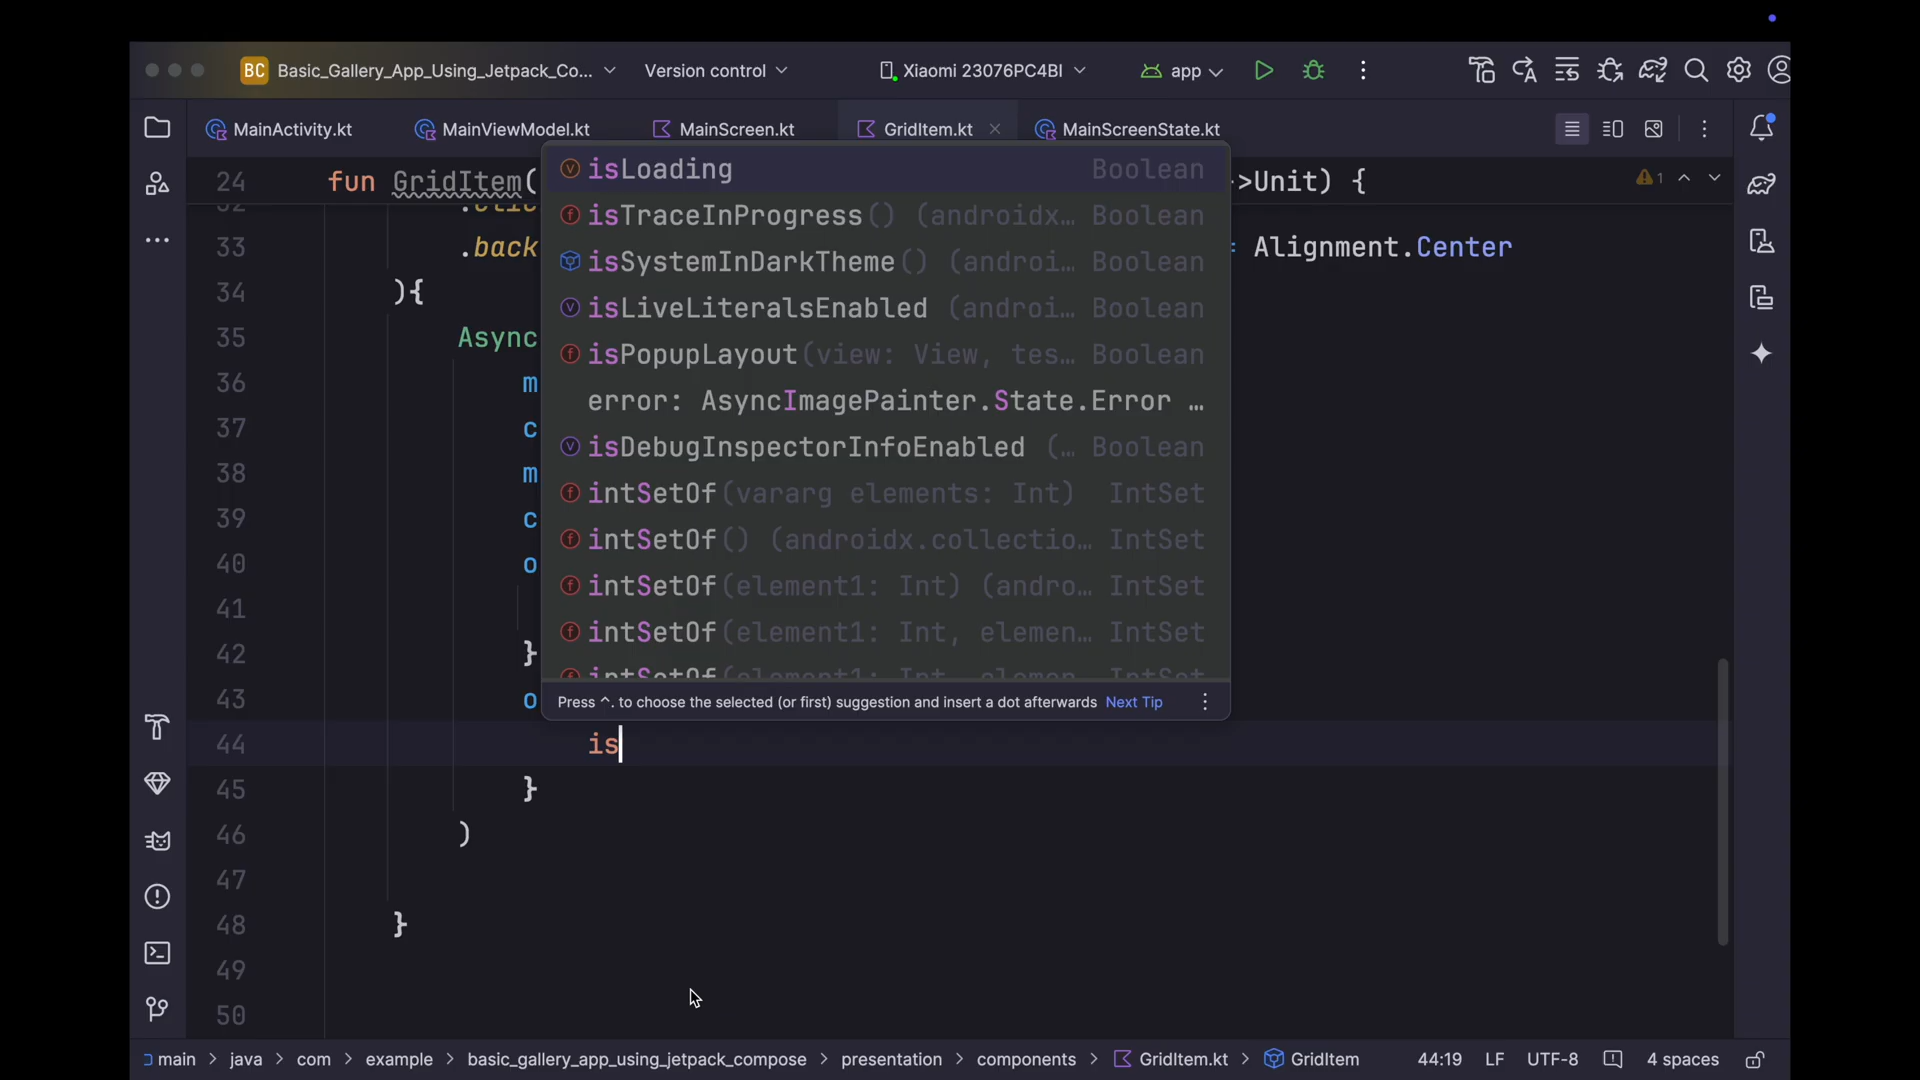 BC Basic_Gallery_App_Using_Jetpack_Co... Version control Xiaomi 23076PC4BI app
MainActivity.kt MainViewModel.kt MainScreen.kt GridItem.kt MainScreenState.kt
24 fun GridItem( >Unit) { 1
33 .back = Alignment.Center
34 ){
35 Async
36 m
37 c
38 m
39 c
40 o
41
42 }
43 o
44 is
45 }
46 )
47
48 }
49
50
isLoading Boolean
isTraceInProgress() (androidx… Boolean
isSystemInDarkTheme() (androi… Boolean
isLiveLiteralsEnabled (androi… Boolean
isPopupLayout(view: View, tes… Boolean
error: AsyncImagePainter.State.Error …
isDebugInspectorInfoEnabled (… Boolean
intSetOf(vararg elements: Int) IntSet
intSetOf() (androidx.collectio… IntSet
intSetOf(element1: Int) (andro… IntSet
intSetOf(element1: Int, elemen… IntSet
Press ^. to choose the selected (or first) suggestion and insert a dot afterwards Next Tip
main > java > com > example > basic_gallery_app_using_jetpack_compose > presentation > components > GridItem.kt > GridItem 44:19 LF UTF-8 4 spaces